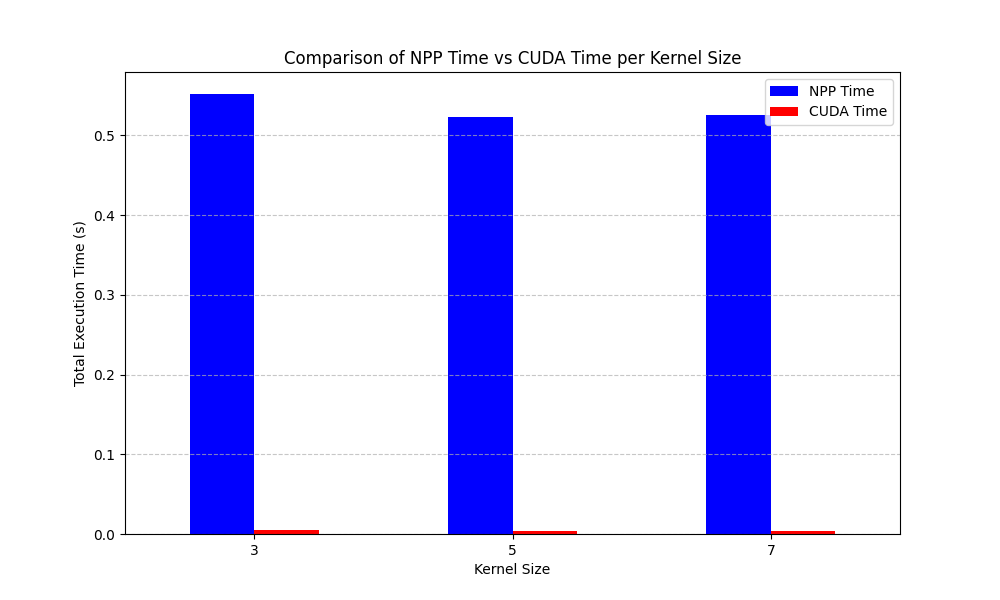 Comparison of NPP Time vs CUDA Time per Kernel Size
NPP Time
CUDA Time
Total Execution Time (s)
0.5
0.4
0.3
0.2
0.1
0.0
3
5
7
Kernel Size